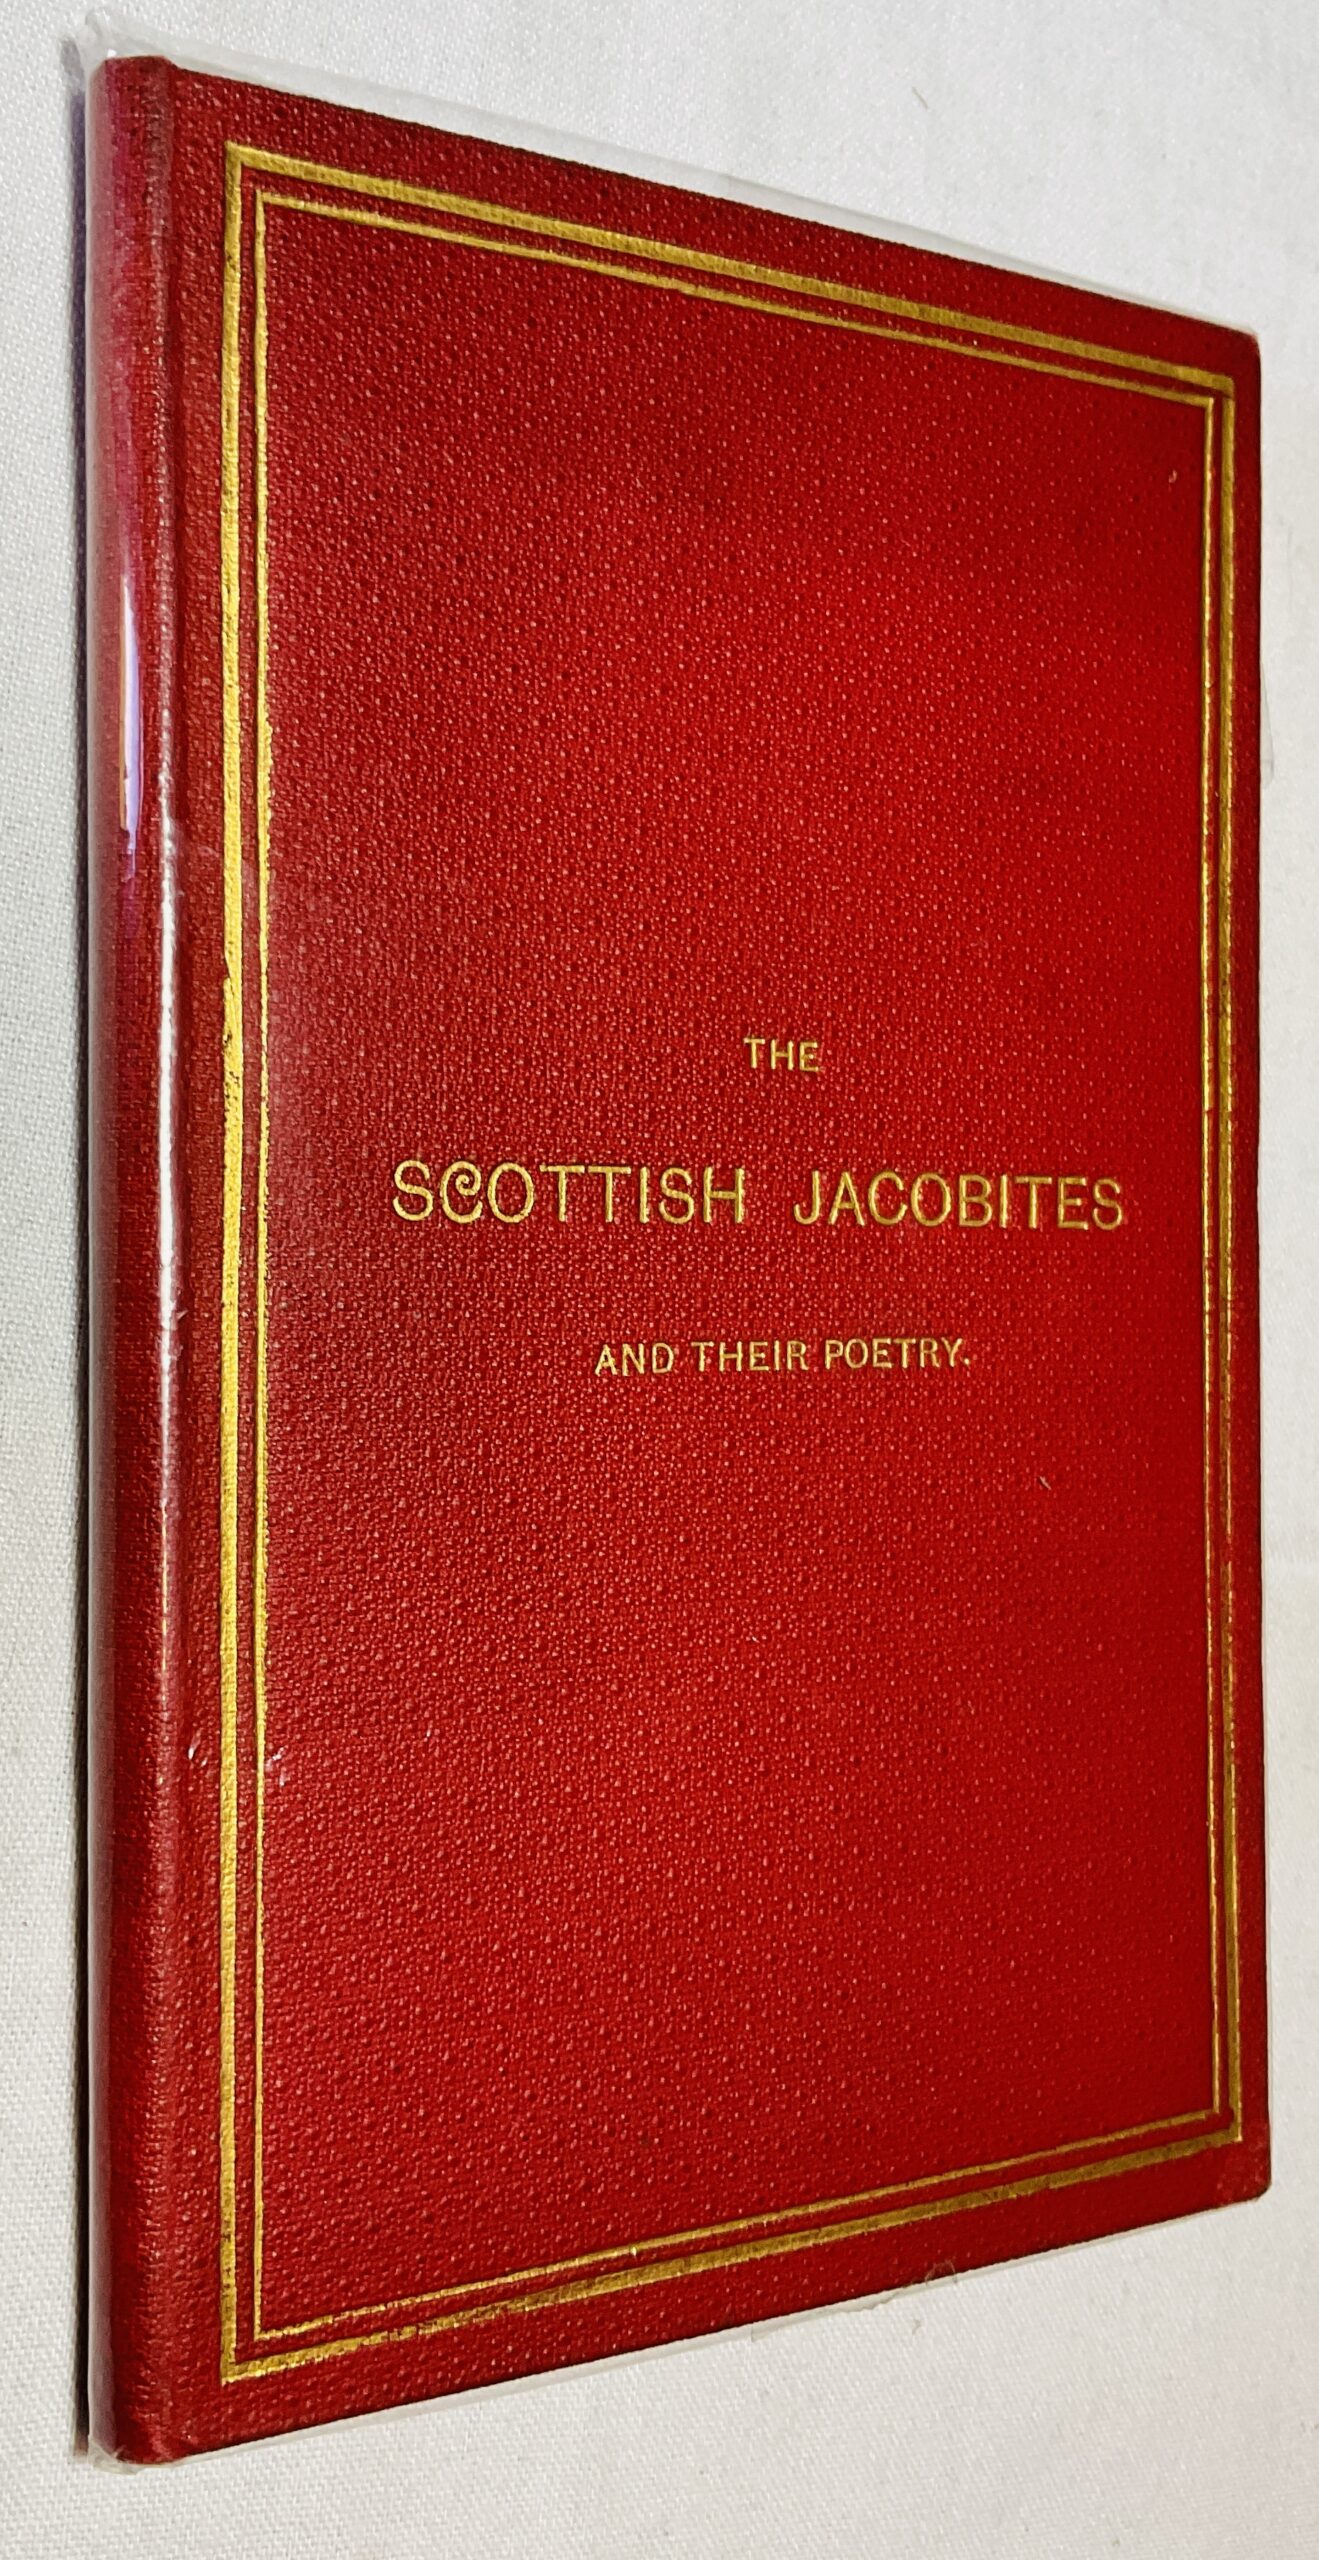 THE
SCOTTISH JACOBITES
AND THEIR POETRY.